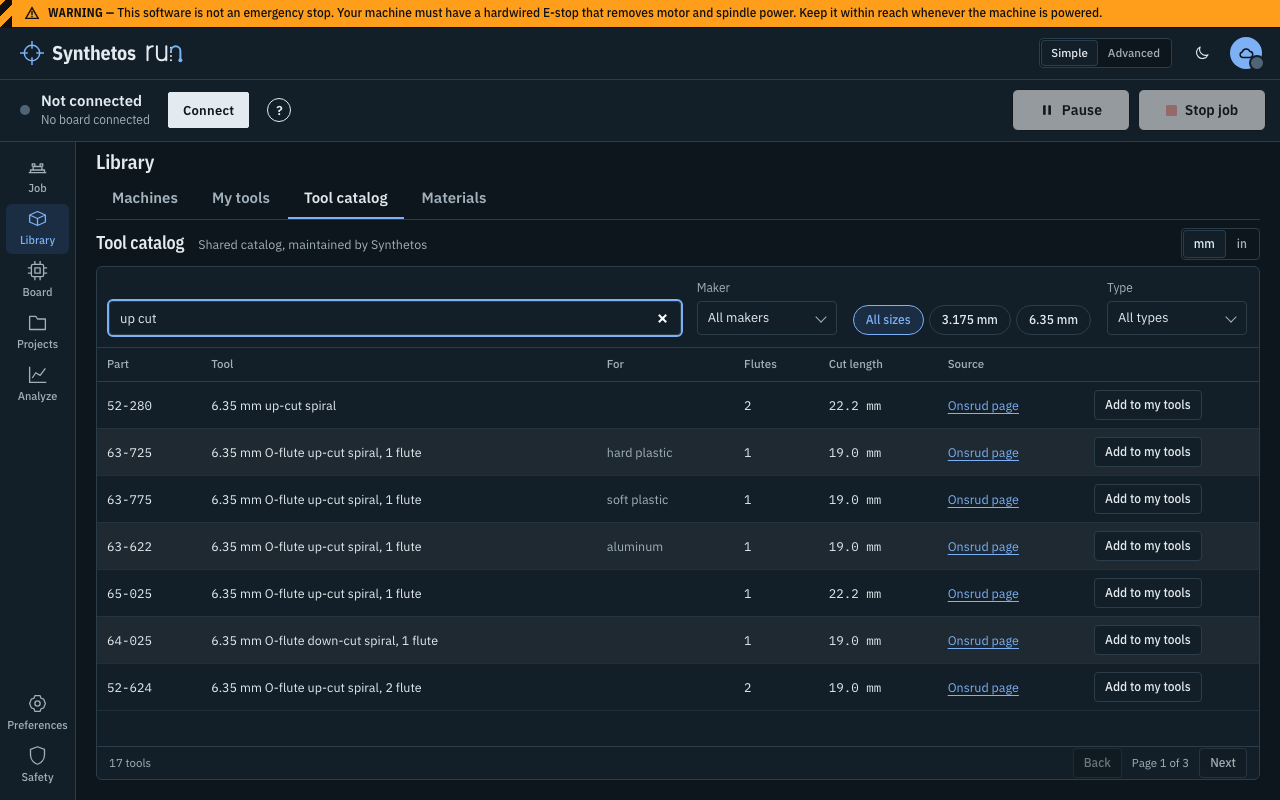 WARNING — This software is not an emergency stop. Your machine must have a hardwired E-stop that removes motor and spindle power. Keep it within reach whenever the machine is powered.
Synthetos run
Simple Advanced
Not connected
No board connected
Connect
?
Pause
Stop job
Job
Library
Board
Projects
Analyze
Preferences
Safety
Library
Machines My tools Tool catalog Materials
Tool catalog Shared catalog, maintained by Synthetos
mm in
Maker Type
up cut All makers All sizes 3.175 mm 6.35 mm All types
Part Tool For Flutes Cut length Source
52-280 6.35 mm up-cut spiral 2 22.2 mm Onsrud page Add to my tools
63-725 6.35 mm O-flute up-cut spiral, 1 flute hard plastic 1 19.0 mm Onsrud page Add to my tools
63-775 6.35 mm O-flute up-cut spiral, 1 flute soft plastic 1 19.0 mm Onsrud page Add to my tools
63-622 6.35 mm O-flute up-cut spiral, 1 flute aluminum 1 19.0 mm Onsrud page Add to my tools
65-025 6.35 mm O-flute up-cut spiral, 1 flute 1 22.2 mm Onsrud page Add to my tools
64-025 6.35 mm O-flute down-cut spiral, 1 flute 1 19.0 mm Onsrud page Add to my tools
52-624 6.35 mm O-flute up-cut spiral, 2 flute 2 19.0 mm Onsrud page Add to my tools
17 tools Back Page 1 of 3 Next